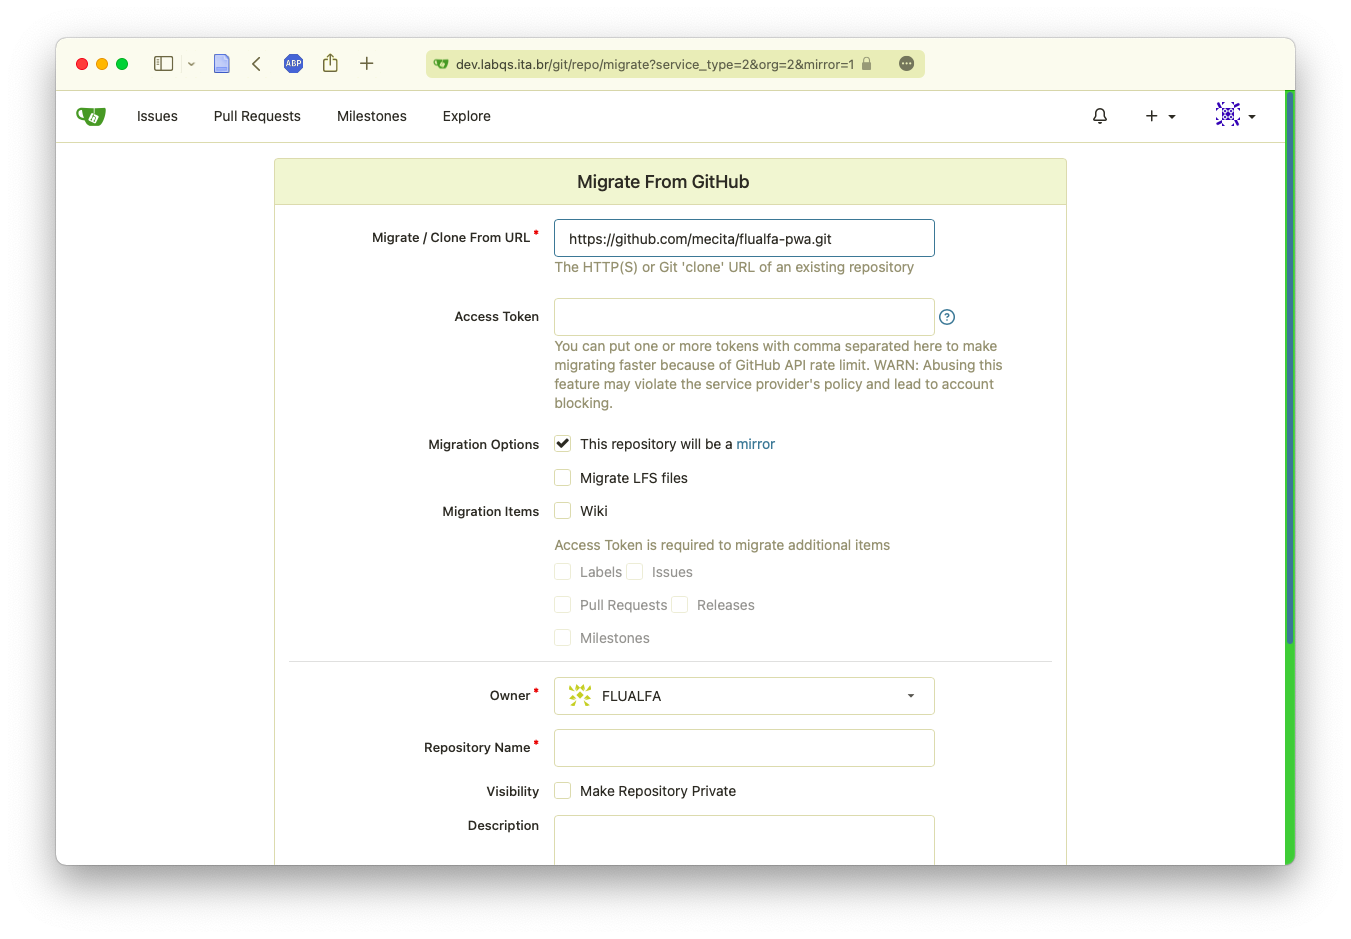 ABP
dev.labqs.ita.br/git/repo/migrate?service_type=2&org=2&mirror=1
Issues Pull Requests Milestones Explore
Migrate From GitHub
Migrate / Clone From URL *
https://github.com/mecita/flualfa-pwa.git
The HTTP(S) or Git 'clone' URL of an existing repository
Access Token
You can put one or more tokens with comma separated here to make
migrating faster because of GitHub API rate limit. WARN: Abusing this
feature may violate the service provider's policy and lead to account
blocking.
Migration Options
This repository will be a mirror
Migrate LFS files
Migration Items
Wiki
Access Token is required to migrate additional items
Labels Issues
Pull Requests Releases
Milestones
Owner *
FLUALFA
Repository Name *
Visibility
Make Repository Private
Description